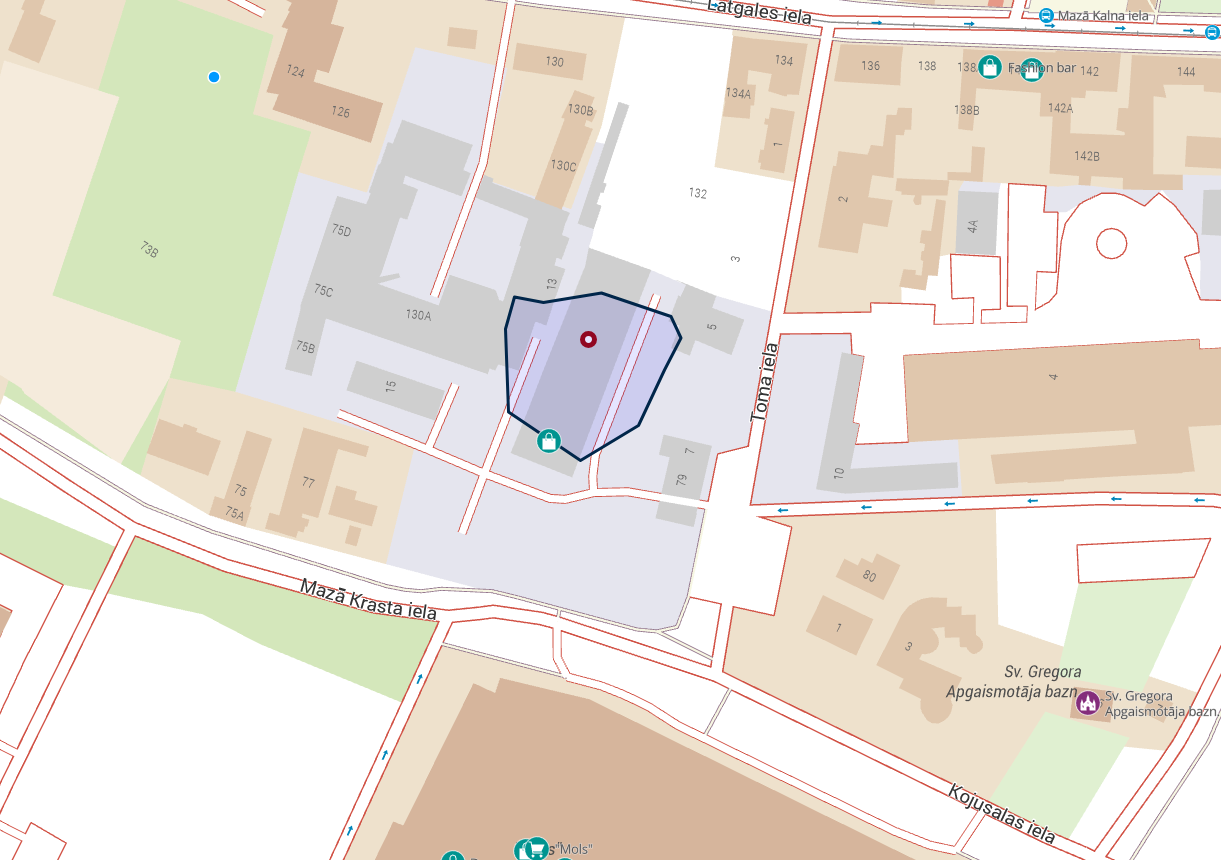 Latgales iela
Mazā Kalna iela
124
126
130
130B
130C
134
134A
1
136
138
Fashion bar
142
144
138B
142A
142B
132
2
4A
3
73B
75D
75C
75B
130A
13
5
15
Toma iela
4
7
79
10
75
75A
77
80
1
3
Mazā Krasta iela
Sv. Gregora
Apgaismotāja bazn.
Sv. Gregora
Apgaismotāja bazn.
Kojusalas iela
"Mols"